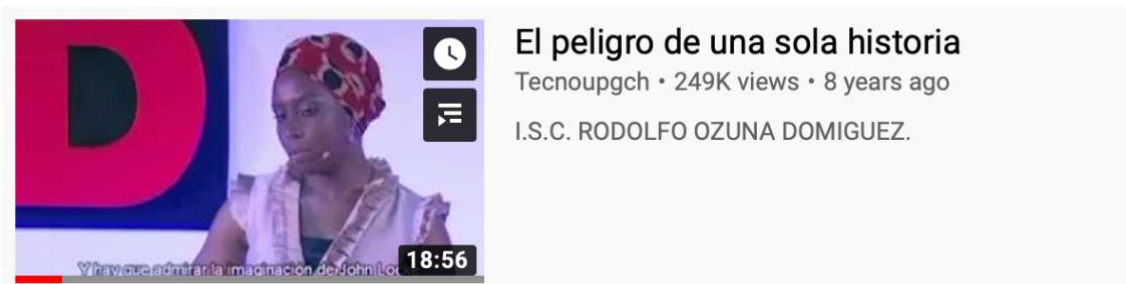 D
El peligro de una sola historia
Tecnoupgch • 249K views • 8 years ago
I.S.C. RODOLFO OZUNA DOMIGUEZ.
Y hay que admirar la imaginación de John Loc
18:56